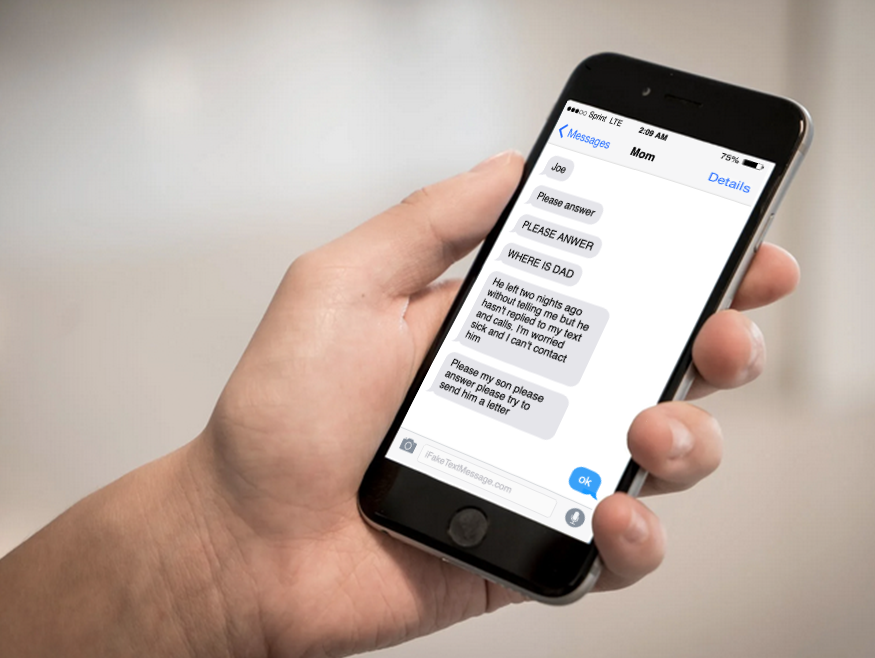 Sprint LTE
2:09 AM
75%
Messages
Mom
Details
Joe
Please answer
PLEASE ANWER
WHERE IS DAD
He left two nights ago
without telling me but he
hasn't replied to my text
and calls. I'm worried
sick and I can't contact
him
Please my son please
answer please try to
send him a letter
ok
iFakeTextMessage.com